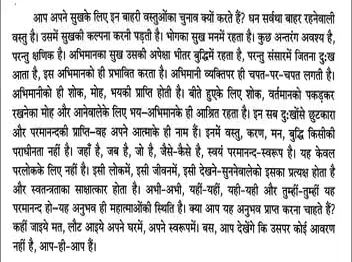 आप अपने सुखके लिए इन बाहरी वस्तुओंका चुनाव क्यों करते हैं? धन सर्वथा बाहर रहनेवाली
वस्तु है। उसमें सुखकी कल्पना करनी पड़ती है। भोगका सुख मनमें रहता है। कुछ अन्तरंग अवश्य है,
परन्तु क्षणिक है। अभिमानका सुख उसकी अपेक्षा भीतर बुद्धिमें रहता है, परन्तु संसारमें जितना दुःख
आता है, इस अभिमानको ही प्रभावित करता है। अभिमानी व्यक्तिपर ही चपत-पर-चपत लगती है।
अभिमानीको ही शोक, मोह, भयकी प्राप्ति होती है। बीते हुएके लिए शोक, वर्तमानको पकड़कर
रखनेका मोह और आनेवालेके लिए भय—अभिमानके ही आश्रित रहता है। इन सब दुःखोंसे छुटकारा
और परमानन्दकी प्राप्ति—वह अपने आत्माके ही नाम हैं। इनमें वस्तु, करण, मन, बुद्धि किसीकी
पराधीनता नहीं है। जहाँ है, जब है, जो है, जैसे-कैसे है, स्वयं परमानन्द-स्वरूप है। यह केवल
परलोकके लिए नहीं है। इसी लोकमें, इसी जीवनमें, इसी देखने-सुननेवालेको इसका प्रत्यक्ष होता है
और स्वतन्त्रताका साक्षात्कार होता है। अभी-अभी, यहीं-यहीं, यही-यही और तुम्हीं-तुम्हीं यह
परमानन्द हो—यह अनुभव ही महात्माओंकी स्थिति है। क्या आप यह अनुभव प्राप्त करना चाहते हैं?
कहीं जाइये मत, लौट आइये अपने घरमें, अपने स्वरूपमें। बस, आप देखेंगे कि उसपर कोई आवरण
नहीं है, आप-ही-आप हैं।